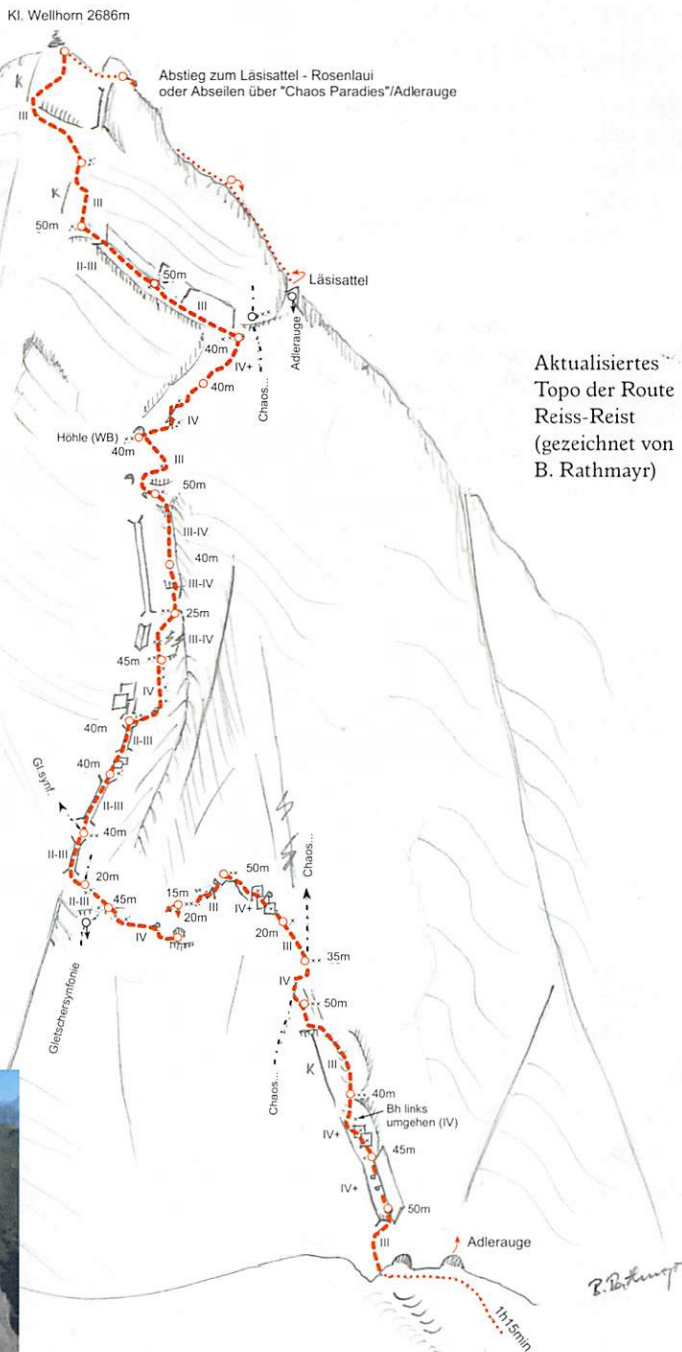 Kl. Wellhorn 2686m
Abstieg zum Läsisattel - Rosenlaui
oder Abseilen über "Chaos Paradies"/Adlerauge
K
III
K
III
50m
II-III
50m
III
Läsisattel
Adlerauge
Chaos...
40m
IV+
40m
IV
Höhle (WB)
40m
III
50m
III-IV
40m
III-IV
25m
III-IV
45m
IV
40m
II-III
40m
II-III
Gl.synf.
40m
II-III
20m
II-III
45m
IV
Gletschersynfonie
15m
20m
III
50m
IV+
20m
III
Chaos...
35m
IV
50m
Chaos...
K
III
40m
Bh links
umgehen (IV)
IV+
45m
IV+
50m
III
Adlerauge
1h15min
Aktualisiertes
Topo der Route
Reiss-Reist
(gezeichnet von
B. Rathmayr)
B. Rathmayr